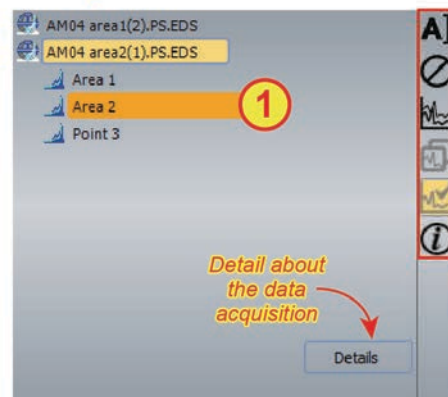 AM04 area1(2).PS.EDS
AM04 area2(1).PS.EDS
Area 1
Area 2
1
Point 3
Detail about
the data
acquisition
Details
A
i